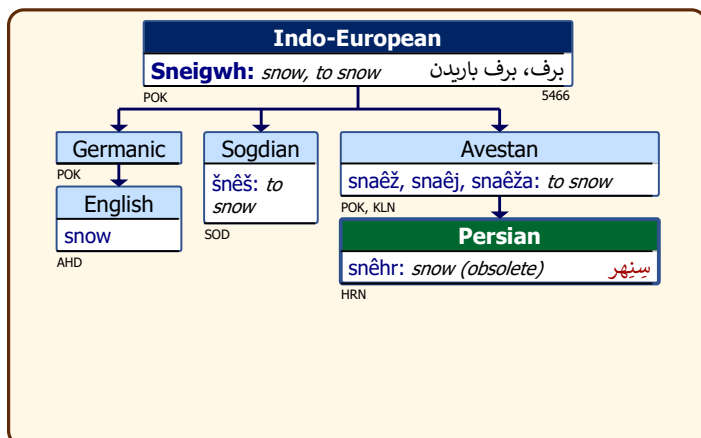 Indo-European
Sneigwh: snow, to snow برف، برف باریدن
POK 5466
Germanic Sogdian Avestan
POK
šnêš: to snow
snaêž, snaêj, snaêža: to snow
English
snow
SOD
POK, KLN
AHD
Persian
snêhr: snow (obsolete) سِنِهر
HRN